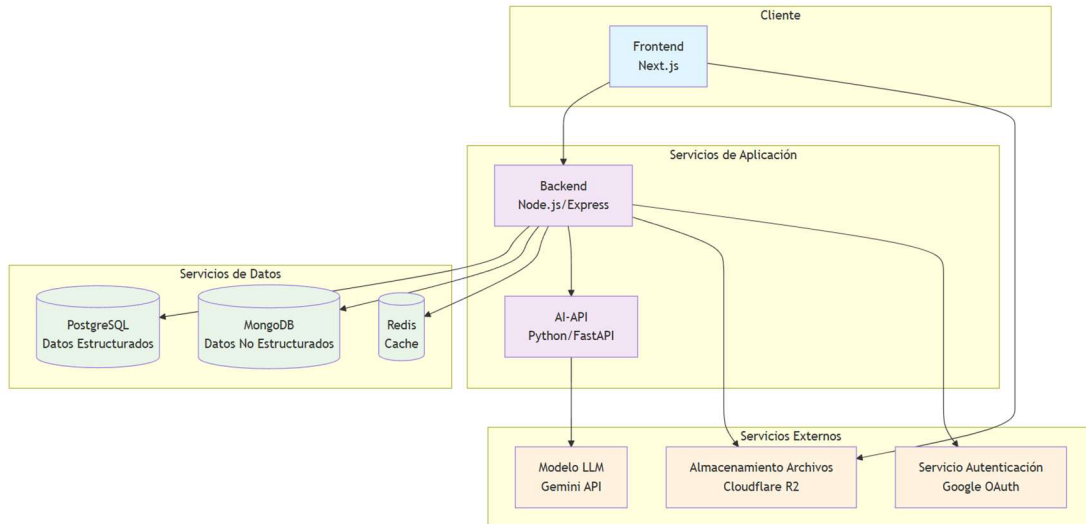 Cliente
Frontend
Next.js
Servicios de Aplicación
Backend
Node.js/Express
Servicios de Datos
PostgreSQL
Datos Estructurados
MongoDB
Datos No Estructurados
Redis
Cache
AI-API
Python/FastAPI
Servicios Externos
Modelo LLM
Gemini API
Almacenamiento Archivos
Cloudflare R2
Servicio Autenticación
Google OAuth